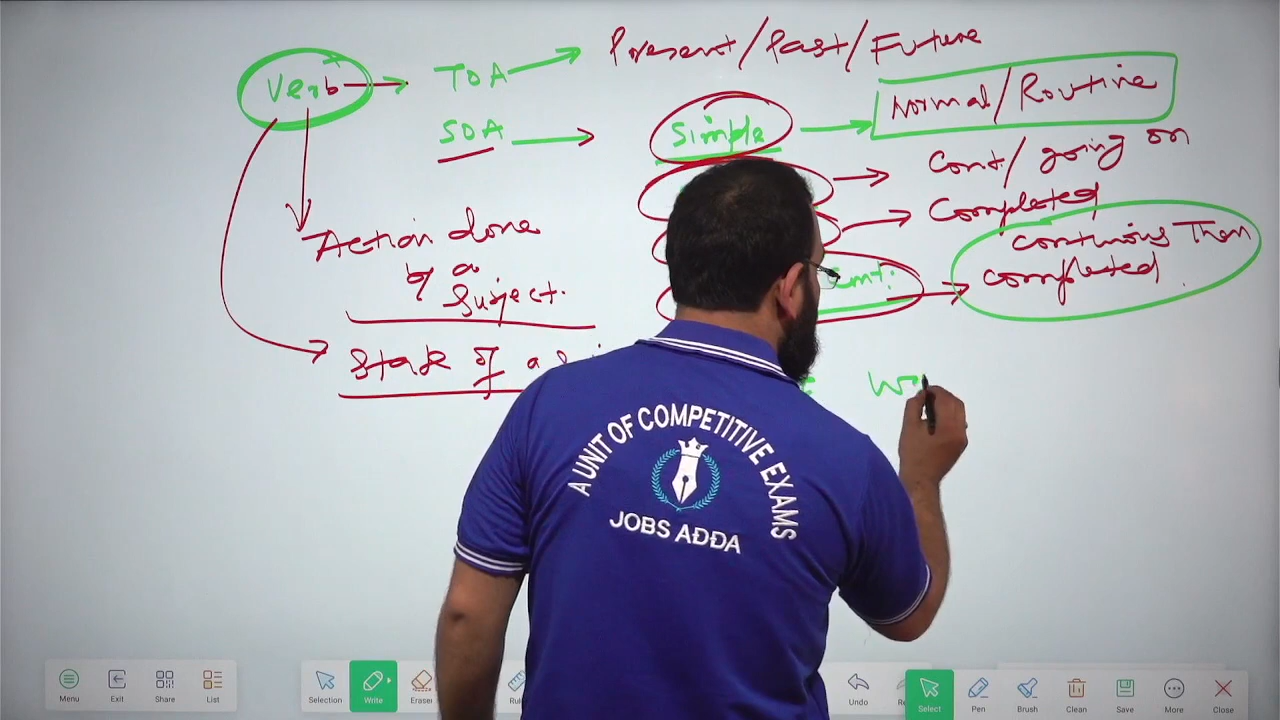 Verb → TOA → Present/Past/Future
SOA → Simple → Normal/Routine
→ Cont/going on
→ Completed
Action done
by a
Subject.
continuous Then
completed.
State of a
A UNIT OF COMPETITIVE EXAMS
JOBS ADDA
Menu Exit Share List Selection Write Eraser Undo Select Pen Brush Clean Save More Close